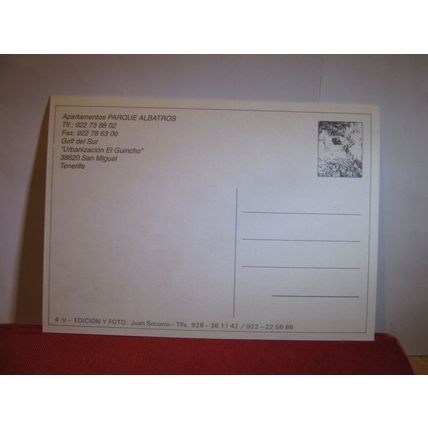 Apartamentos PARQUE ALBATROS
Tlf.: 922 73 88 02
Fax: 922 78 63 00
Golf del Sur
"Urbanización El Guincho"
38620 San Miguel
Tenerife
4 V – EDICION Y FOTO: Juan Socorro – Tlfs. 928 – 36 11 42 / 922 – 22 56 86